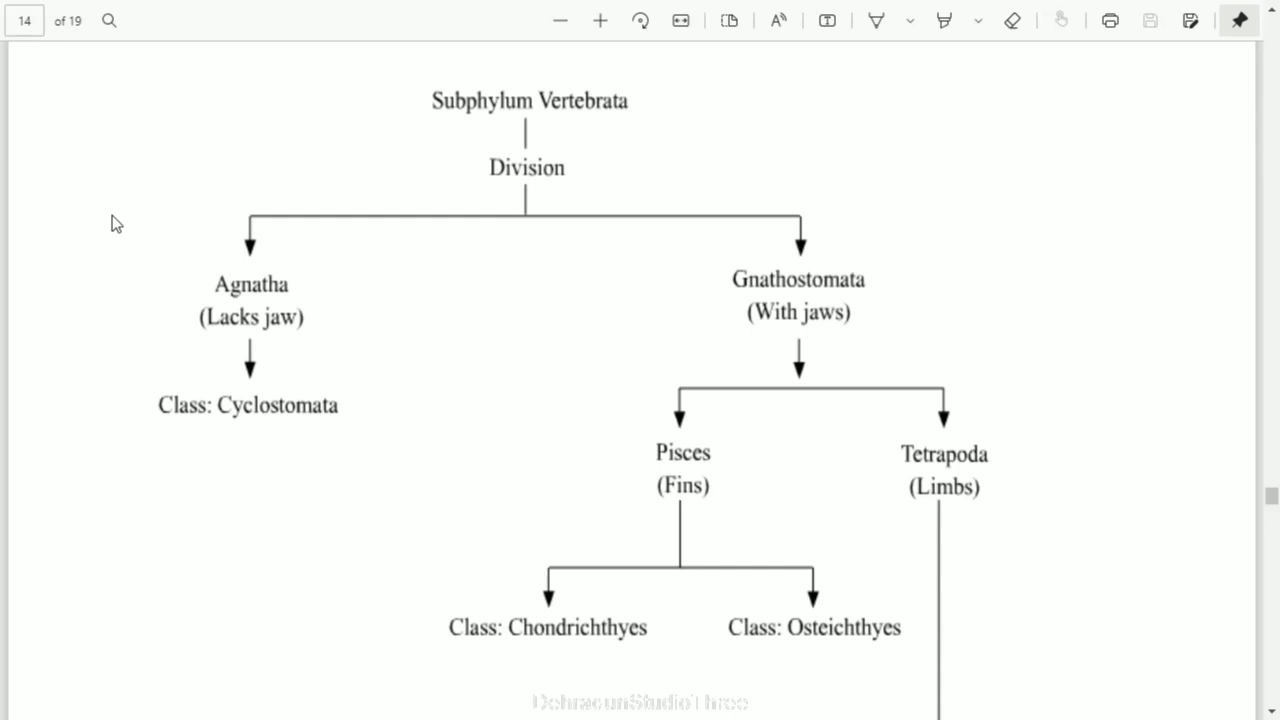 14 of 19
Subphylum Vertebrata
Division
Agnatha
(Lacks jaw)
Gnathostomata
(With jaws)
Class: Cyclostomata
Pisces
(Fins)
Tetrapoda
(Limbs)
Class: Chondrichthyes
Class: Osteichthyes
DehradunStudioThree